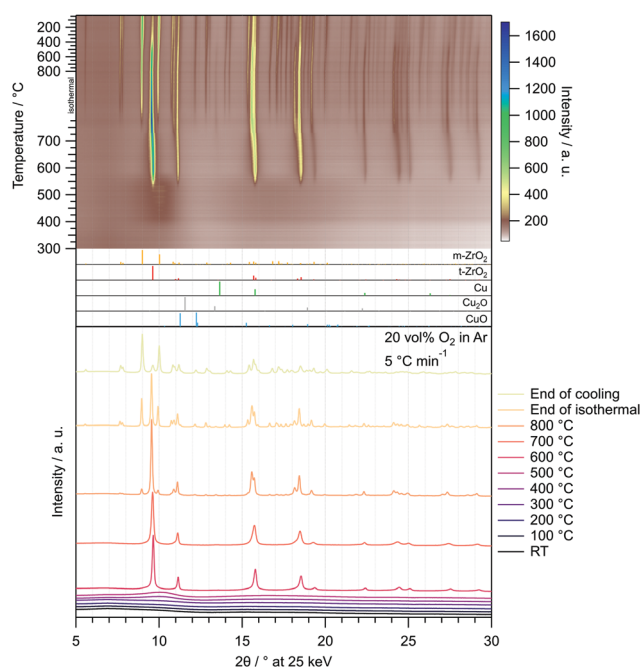 200
400
600
800
isothermal
700
600
500
400
300
Temperature / °C
1600
1400
1200
1000
800
600
400
200
Intensity / a. u.
m-ZrO₂
t-ZrO₂
Cu
Cu₂O
CuO
20 vol% O₂ in Ar
5 °C min⁻¹
End of cooling
End of isothermal
800 °C
700 °C
600 °C
500 °C
400 °C
300 °C
200 °C
100 °C
RT
Intensity / a. u.
5 10 15 20 25 30
2θ / ° at 25 keV